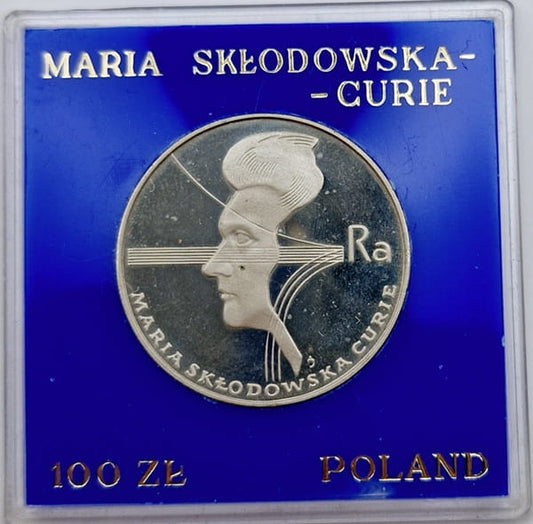 MARIA SKŁODOWSKA-
-CURIE
Ra
MARIA SKŁODOWSKA CURIE
100 ZŁ POLAND